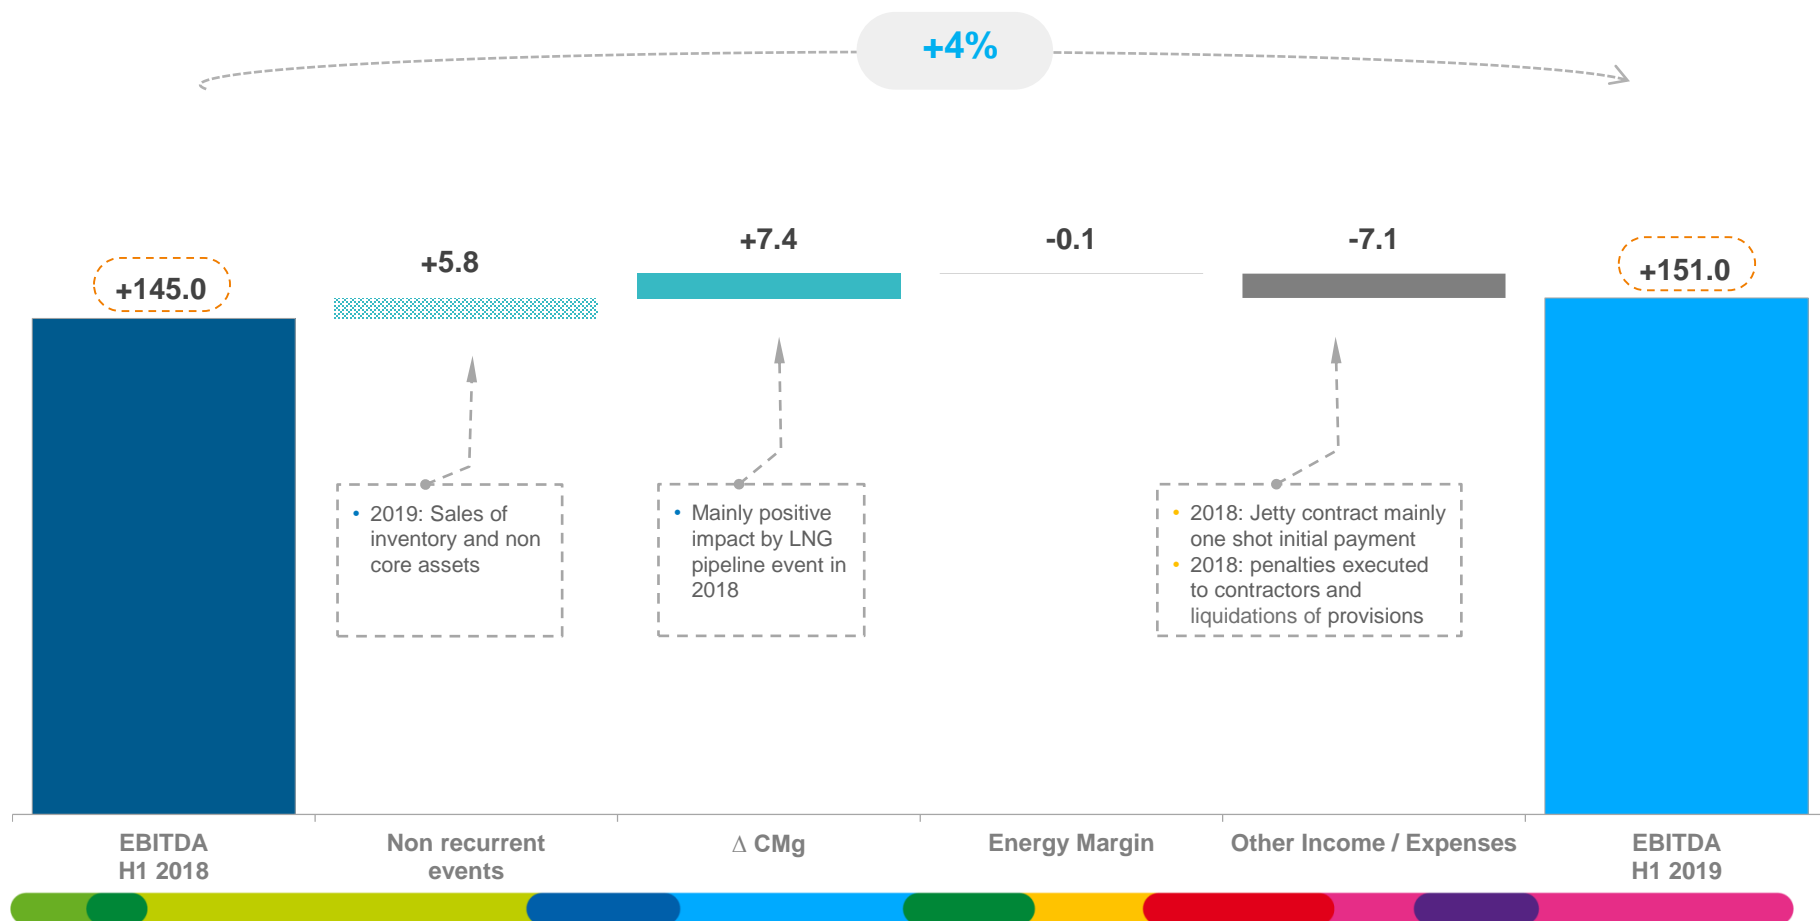 +4%
+145.0
+5.8
+7.4
-0.1
-7.1
+151.0
• 2019: Sales of
inventory and non
core assets
• Mainly positive
impact by LNG
pipeline event in
2018
• 2018: Jetty contract mainly
one shot initial payment
• 2018: penalties executed
to contractors and
liquidations of provisions
EBITDA
H1 2018
Non recurrent
events
Δ CMg
Energy Margin
Other Income / Expenses
EBITDA
H1 2019